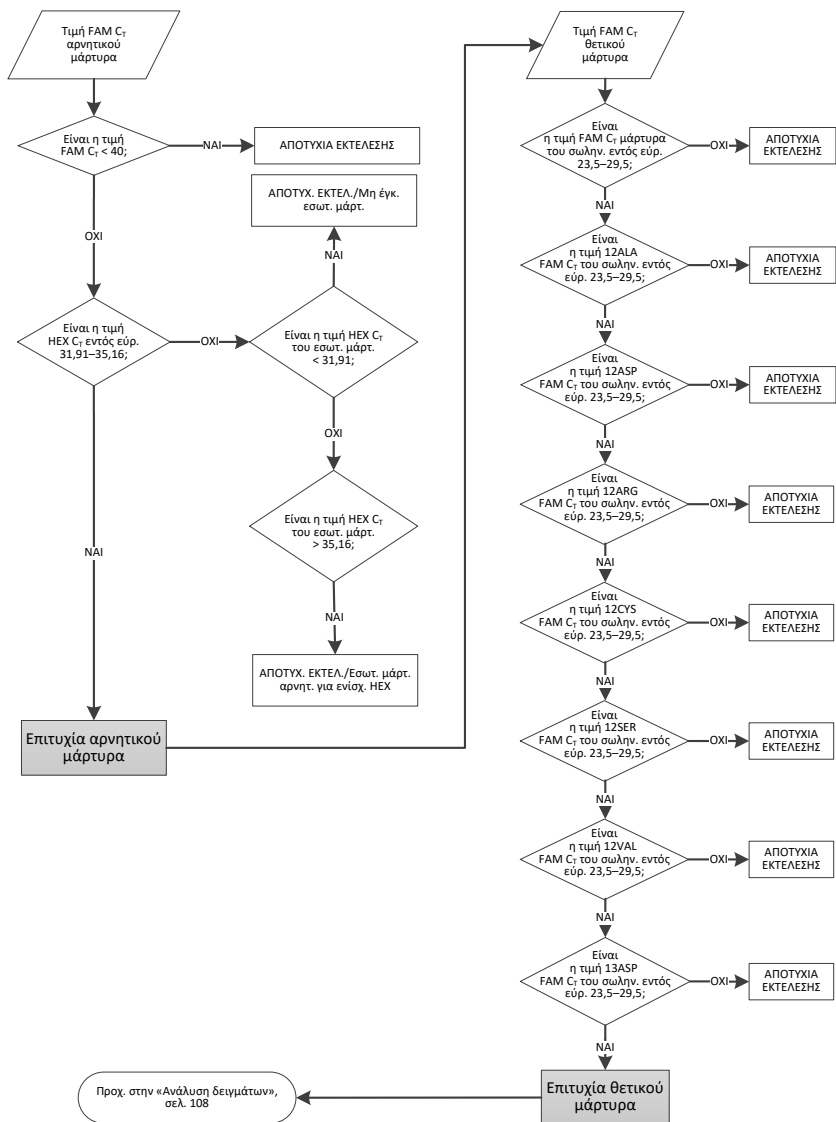 Τιμή FAM CT
αρνητικού
μάρτυρα
Είναι η τιμή
FAM CT < 40;
ΝΑΙ
ΑΠΟΤΥΧΙΑ ΕΚΤΕΛΕΣΗΣ
ΟΧΙ
Είναι η τιμή
HEX CT εντός εύρ.
31,91–35,16;
ΟΧΙ
Είναι η τιμή HEX CT
του εσωτ. μάρτ.
< 31,91;
ΝΑΙ
ΑΠΟΤΥΧ. ΕΚΤΕΛ./Μη έγκ.
εσωτ. μάρτ.
ΟΧΙ
Είναι η τιμή HEX CT
του εσωτ. μάρτ.
> 35,16;
ΝΑΙ
ΑΠΟΤΥΧ. ΕΚΤΕΛ./Εσωτ. μάρτ.
αρνητ. για ενίσχ. HEX
ΝΑΙ
Επιτυχία αρνητικού
μάρτυρα
Τιμή FAM CT
θετικού
μάρτυρα
Είναι
η τιμή FAM CT μάρτυρα
του σωλην. εντός εύρ.
23,5–29,5;
ΟΧΙ
ΑΠΟΤΥΧΙΑ
ΕΚΤΕΛΕΣΗΣ
ΝΑΙ
Είναι
η τιμή 12ALA
FAM CT του σωλην. εντός
εύρ. 23,5–29,5;
ΟΧΙ
ΑΠΟΤΥΧΙΑ
ΕΚΤΕΛΕΣΗΣ
ΝΑΙ
Είναι
η τιμή 12ASP
FAM CT του σωλην. εντός
εύρ. 23,5–29,5;
ΟΧΙ
ΑΠΟΤΥΧΙΑ
ΕΚΤΕΛΕΣΗΣ
ΝΑΙ
Είναι
η τιμή 12ARG
FAM CT του σωλην. εντός
εύρ. 23,5–29,5;
ΟΧΙ
ΑΠΟΤΥΧΙΑ
ΕΚΤΕΛΕΣΗΣ
ΝΑΙ
Είναι
η τιμή 12CYS
FAM CT του σωλην. εντός
εύρ. 23,5–29,5;
ΟΧΙ
ΑΠΟΤΥΧΙΑ
ΕΚΤΕΛΕΣΗΣ
ΝΑΙ
Είναι
η τιμή 12SER
FAM CT του σωλην. εντός
εύρ. 23,5–29,5;
ΟΧΙ
ΑΠΟΤΥΧΙΑ
ΕΚΤΕΛΕΣΗΣ
ΝΑΙ
Είναι
η τιμή 12VAL
FAM CT του σωλην. εντός
εύρ. 23,5–29,5;
ΟΧΙ
ΑΠΟΤΥΧΙΑ
ΕΚΤΕΛΕΣΗΣ
ΝΑΙ
Είναι
η τιμή 13ASP
FAM CT του σωλην. εντός
εύρ. 23,5–29,5;
ΟΧΙ
ΑΠΟΤΥΧΙΑ
ΕΚΤΕΛΕΣΗΣ
ΝΑΙ
Επιτυχία θετικού
μάρτυρα
Προχ. στην «Ανάλυση δειγμάτων»,
σελ. 108